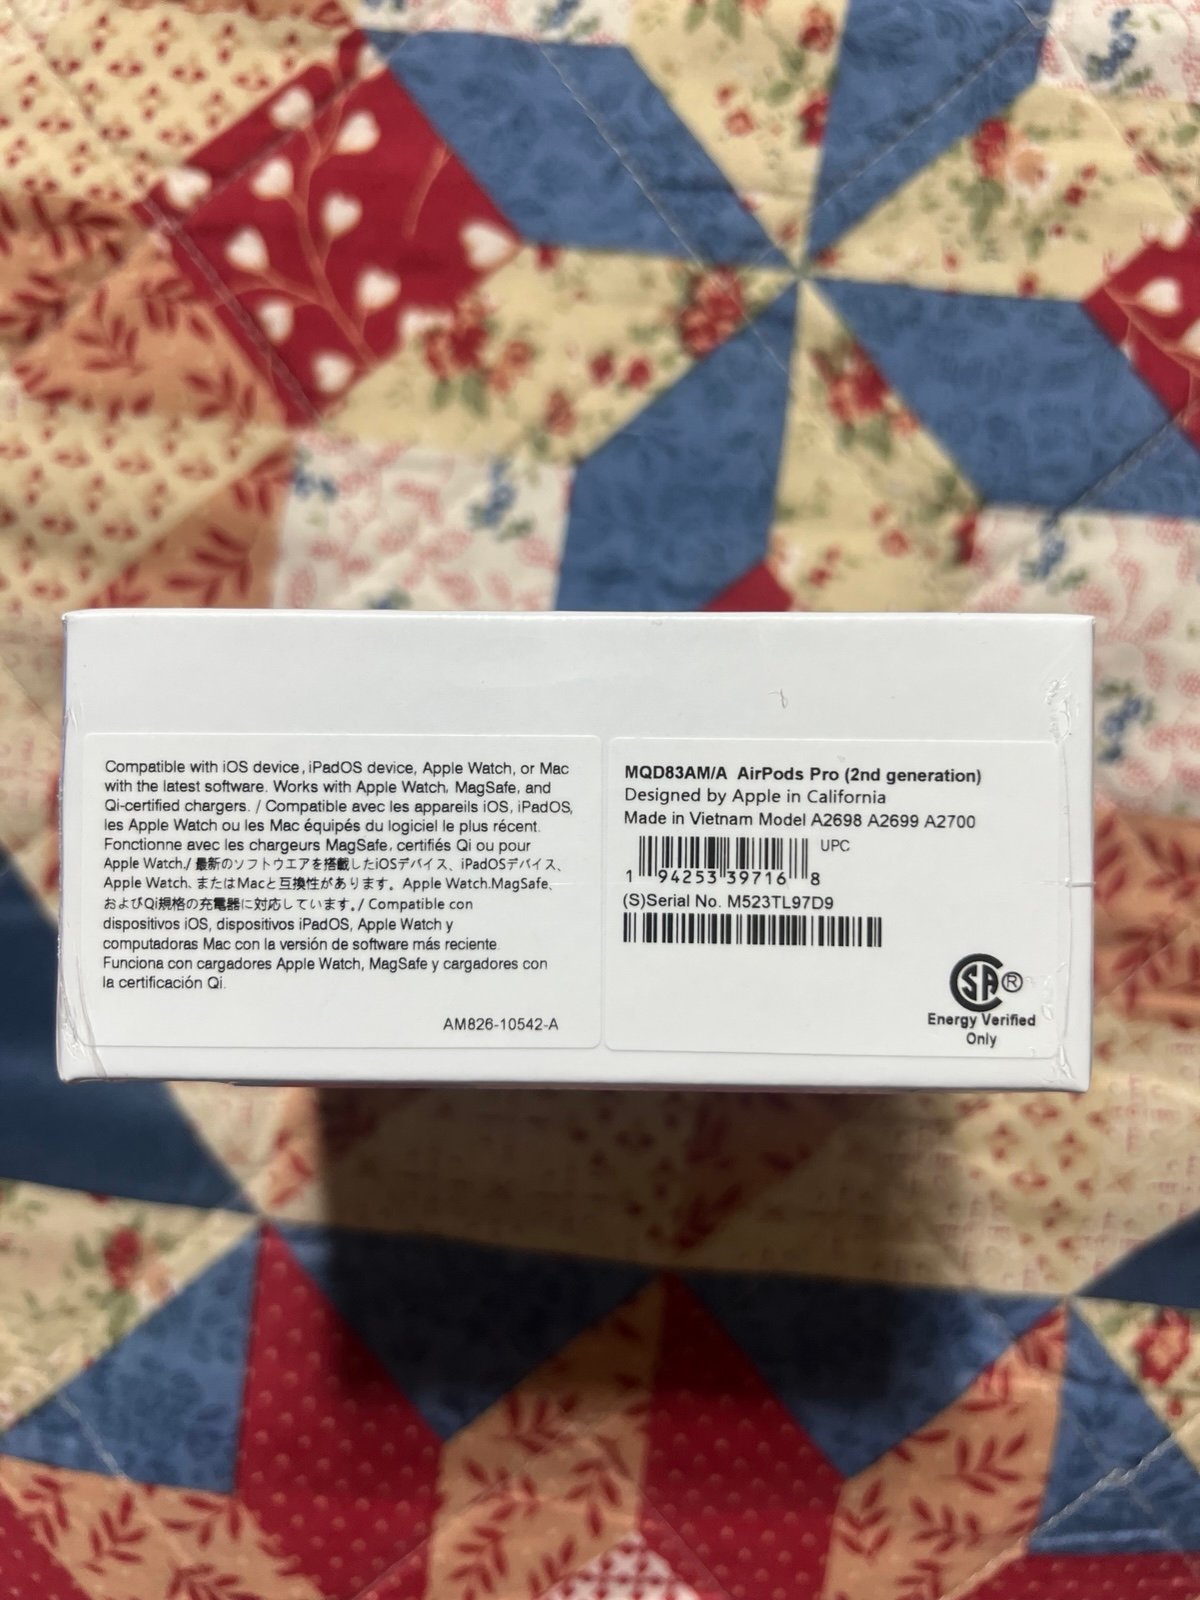 Compatible with iOS device, iPadOS device, Apple Watch, or Mac
with the latest software. Works with Apple Watch, MagSafe, and
Qi-certified chargers. / Compatible avec les appareils iOS, iPadOS,
les Apple Watch ou les Mac équipés du logiciel le plus récent.
Fonctionne avec les chargeurs MagSafe, certifiés Qi ou pour
Apple Watch./ 最新のソフトウエアを搭載したiOSデバイス、iPadOSデバイス、
Apple Watch、またはMacと互換性があります。Apple Watch.MagSafe、
およびQi規格の充電器に対応しています。/ Compatible con
dispositivos iOS, dispositivos iPadOS, Apple Watch y
computadoras Mac con la versión de software más reciente.
Funciona con cargadores Apple Watch, MagSafe y cargadores con
la certificación Qi.
AM826-10542-A
MQD83AM/A AirPods Pro (2nd generation)
Designed by Apple in California
Made in Vietnam Model A2698 A2699 A2700
UPC
1 94253 39716 8
(S)Serial No. M523TL97D9
SA ®
Energy Verified
Only